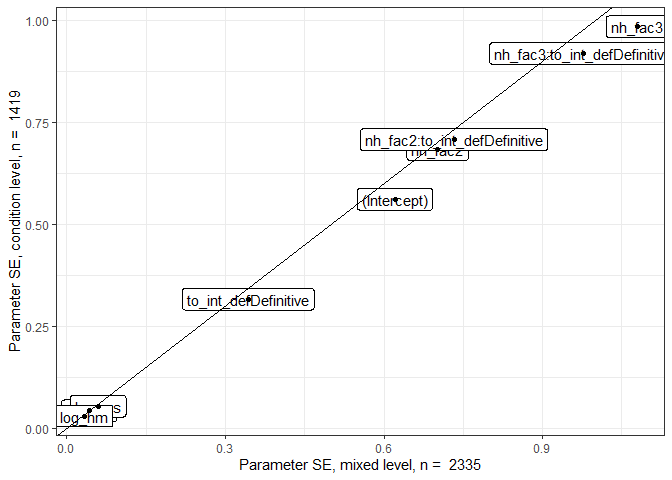 1.00
nh_fac3
nh_fac3:to_int_defDefinitiv
0.75
nh_fac2:to_int_defDefinitive
nh_fac2
(Intercept)
0.50
to_int_defDefinitive
0.25
log_hm
0.00
0.0
0.3
0.6
0.9
Parameter SE, mixed level, n = 2335
Parameter SE, condition level, n = 1419